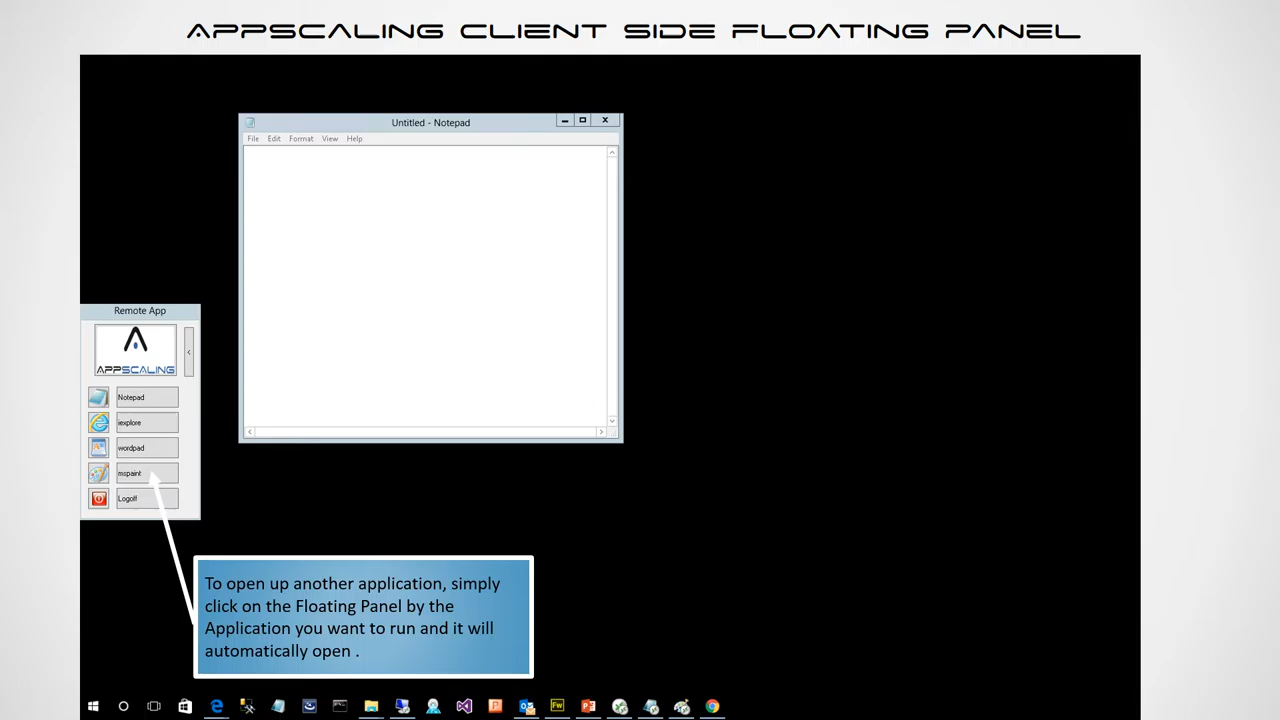 APPSCALING CLIENT SIDE FLOATING PANEL
Untitled - Notepad
File Edit Format View Help
Remote App
APPSCALING
Notepad
iexplore
wordpad
mspaint
Logoff
To open up another application, simply
click on the Floating Panel by the
Application you want to run and it will
automatically open .